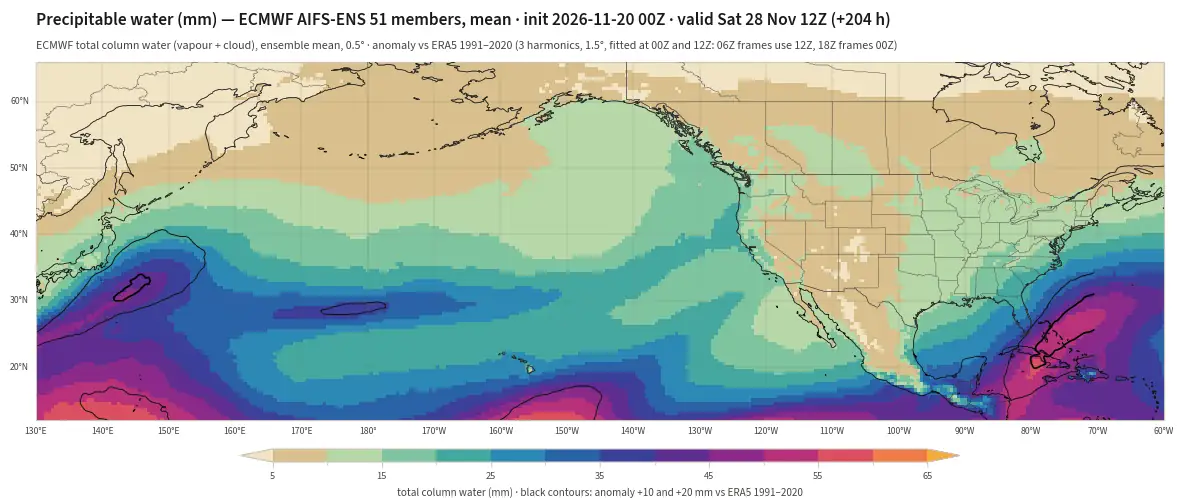 Precipitable water (mm) — ECMWF AIFS-ENS 51 members, mean · init 2026-11-20 00Z · valid Sat 28 Nov 12Z (+204 h)
ECMWF total column water (vapour + cloud), ensemble mean, 0.5° · anomaly vs ERA5 1991–2020 (3 harmonics, 1.5°, fitted at 00Z and 12Z: 06Z frames use 12Z, 18Z frames 00Z)
60°N
50°N
40°N
30°N
20°N
130°E 140°E 150°E 160°E 170°E 180° 170°W 160°W 150°W 140°W 130°W 120°W 110°W 100°W 90°W 80°W 70°W 60°W
5 15 25 35 45 55 65
total column water (mm) · black contours: anomaly +10 and +20 mm vs ERA5 1991–2020